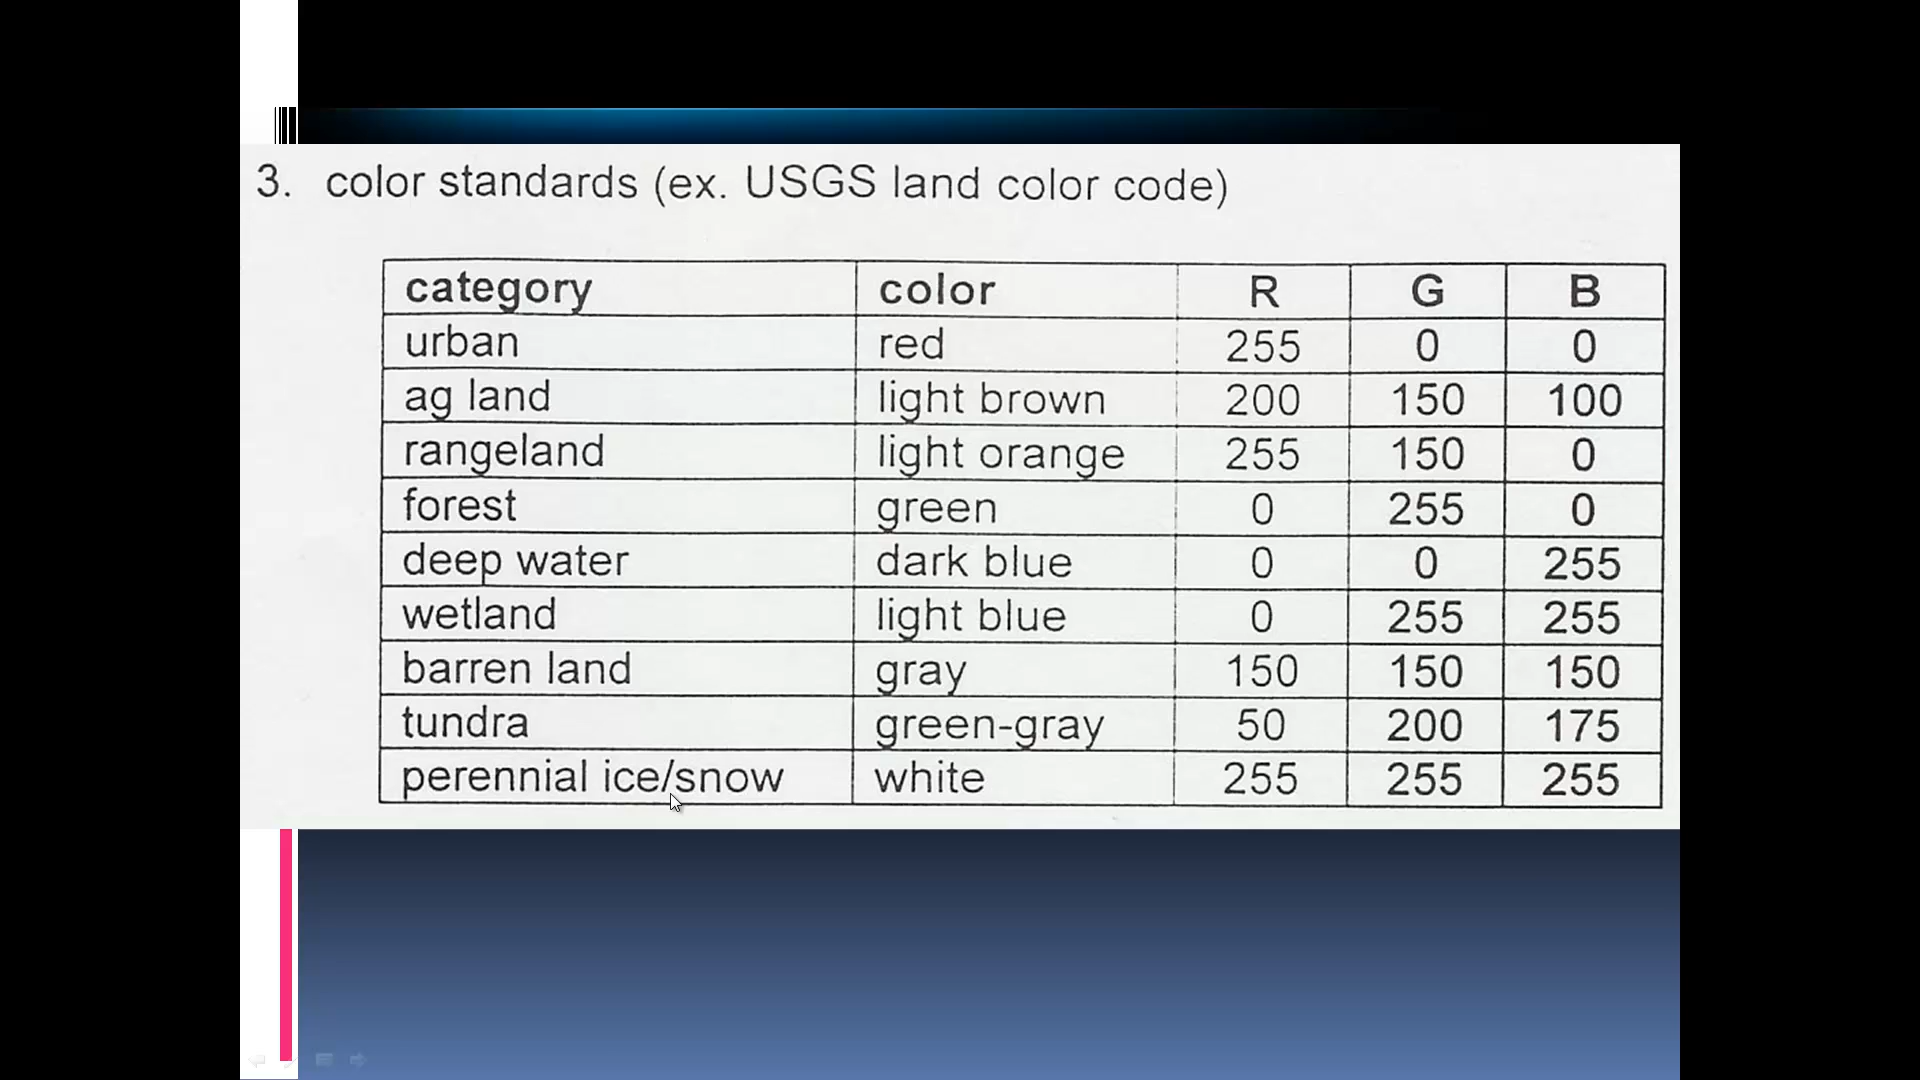 3. color standards (ex. USGS land color code)
category color R G B
urban red 255 0 0
ag land light brown 200 150 100
rangeland light orange 255 150 0
forest green 0 255 0
deep water dark blue 0 0 255
wetland light blue 0 255 255
barren land gray 150 150 150
tundra green-gray 50 200 175
perennial ice/snow white 255 255 255